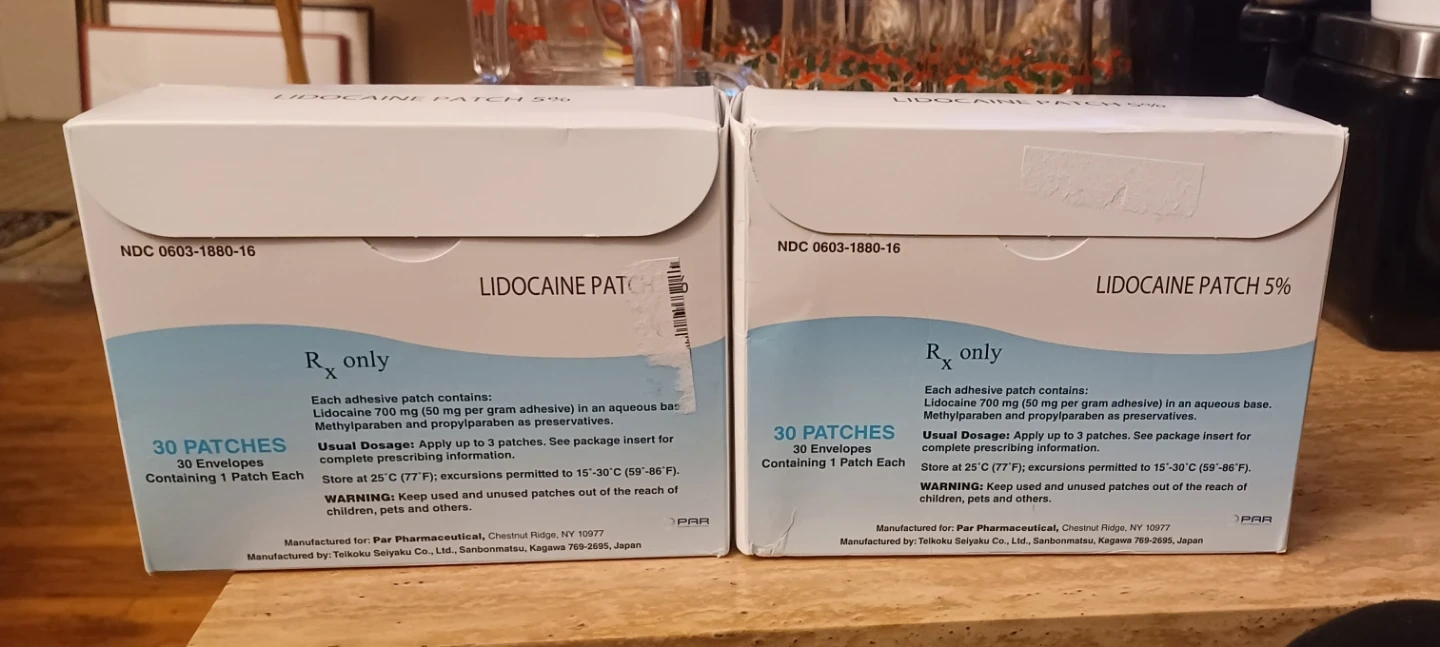 LIDOCAINE PATCH 5%
NDC 0603-1880-16
LIDOCAINE PATC
Rx only
Each adhesive patch contains:
Lidocaine 700 mg (50 mg per gram adhesive) in an aqueous bas
Methylparaben and propylparaben as preservatives.
30 PATCHES
30 Envelopes
Containing 1 Patch Each
Usual Dosage: Apply up to 3 patches. See package insert for
complete prescribing information.
Store at 25°C (77°F); excursions permitted to 15°-30°C (59°-86°F).
WARNING: Keep used and unused patches out of the reach of
children, pets and others.
PAR
Manufactured for: Par Pharmaceutical, Chestnut Ridge, NY 10977
Manufactured by: Teikoku Seiyaku Co., Ltd., Sanbonmatsu, Kagawa 769-2695, Japan
LIDOCAINE PATCH 5%
NDC 0603-1880-16
LIDOCAINE PATCH 5%
Rx only
Each adhesive patch contains:
Lidocaine 700 mg (50 mg per gram adhesive) in an aqueous base.
Methylparaben and propylparaben as preservatives.
30 PATCHES
30 Envelopes
Containing 1 Patch Each
Usual Dosage: Apply up to 3 patches. See package insert for
complete prescribing information.
Store at 25°C (77°F); excursions permitted to 15°-30°C (59°-86°F).
WARNING: Keep used and unused patches out of the reach of
children, pets and others.
PAR
Manufactured for: Par Pharmaceutical, Chestnut Ridge, NY 10977
Manufactured by: Teikoku Seiyaku Co., Ltd., Sanbonmatsu, Kagawa 769-2695, Japan